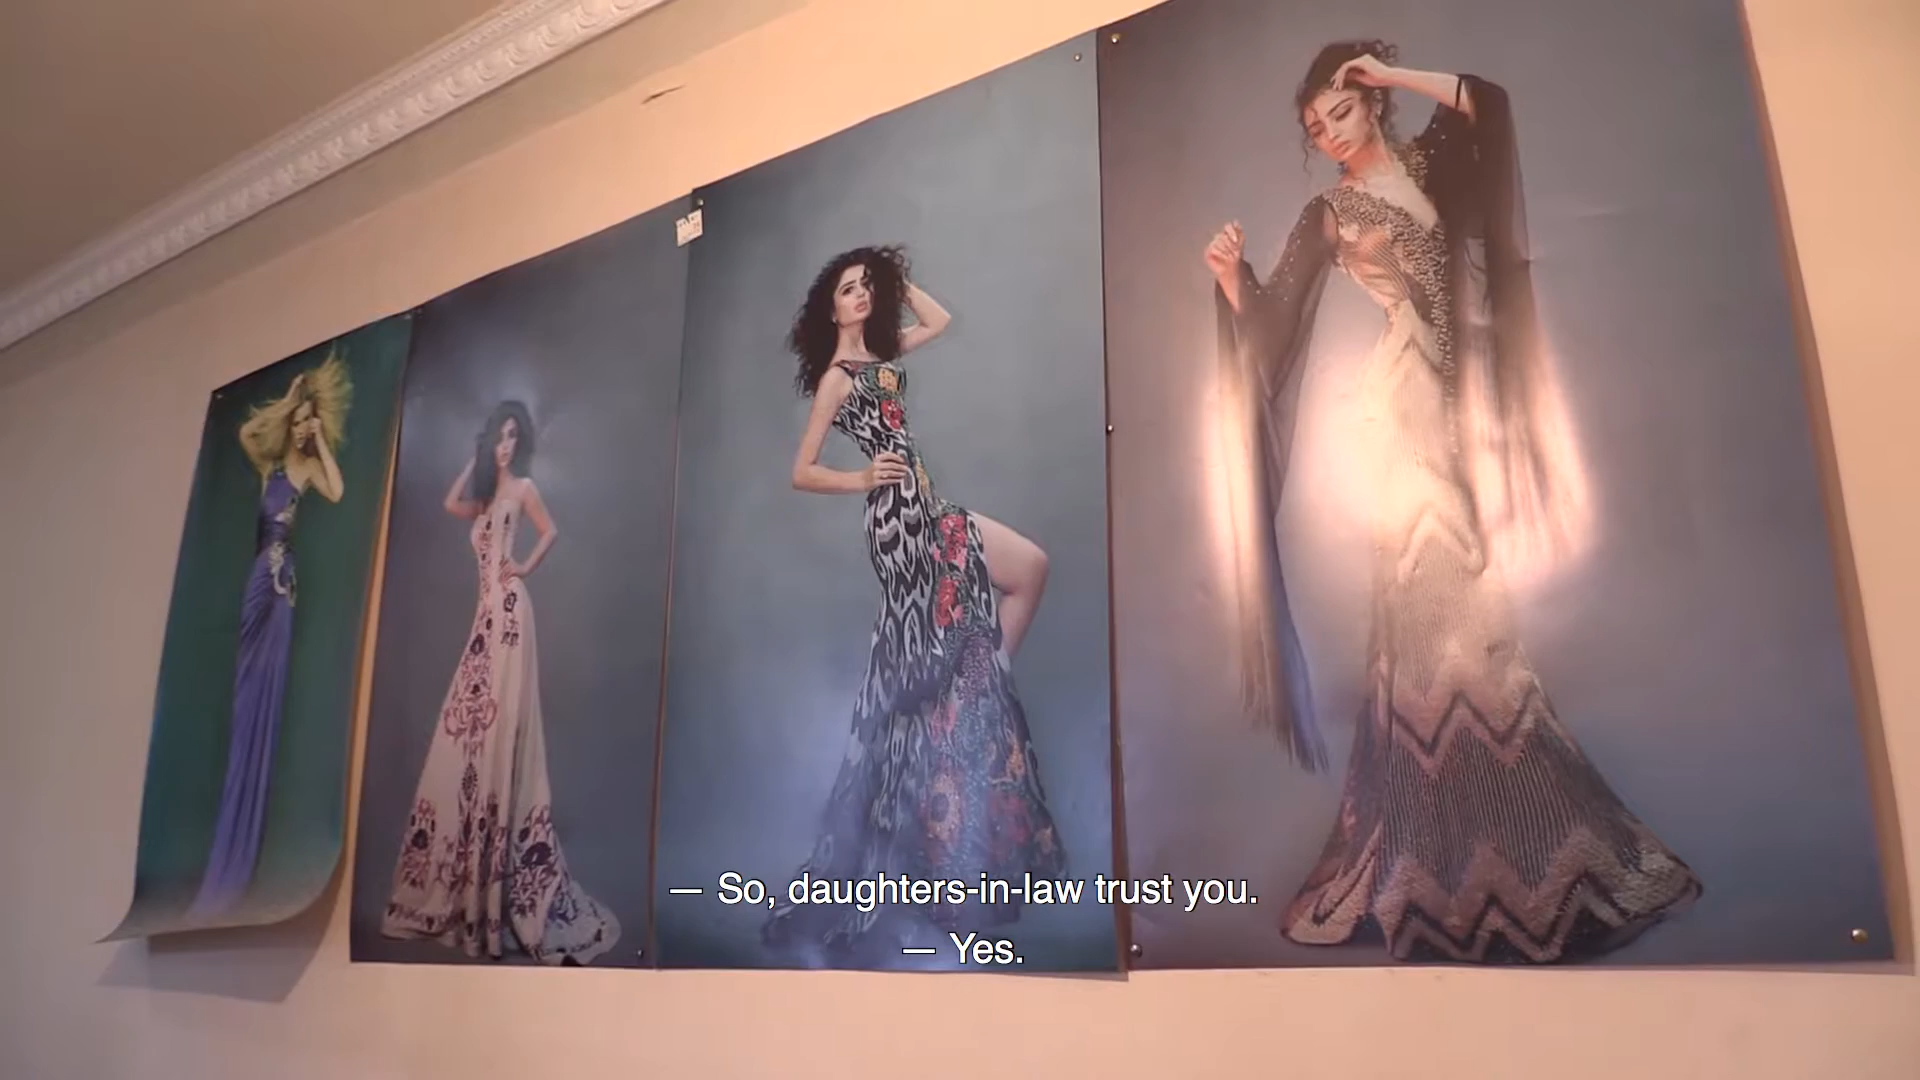 — So, daughters-in-law trust you.
— Yes.